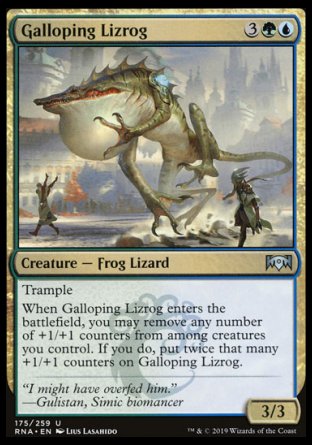 Galloping Lizrog 3
Creature — Frog Lizard
Trample
When Galloping Lizrog enters the
battlefield, you may remove any number
of +1/+1 counters from among creatures
you control. If you do, put twice that many
+1/+1 counters on Galloping Lizrog.
"I might have overfed him."
—Gulistan, Simic biomancer
3/3
175/259 U
RNA • EN Lius Lasahido
™ & © 2019 Wizards of the Coast